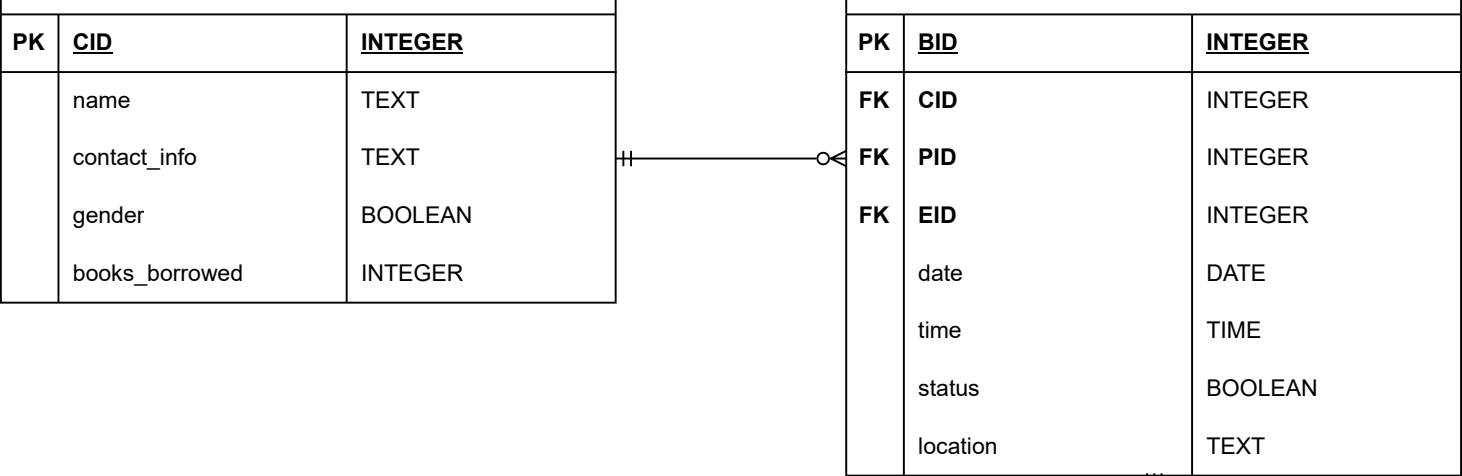 PK CID INTEGER
name TEXT
contact_info TEXT
gender BOOLEAN
books_borrowed INTEGER
PK BID INTEGER
FK CID INTEGER
FK PID INTEGER
FK EID INTEGER
date DATE
time TIME
status BOOLEAN
location TEXT